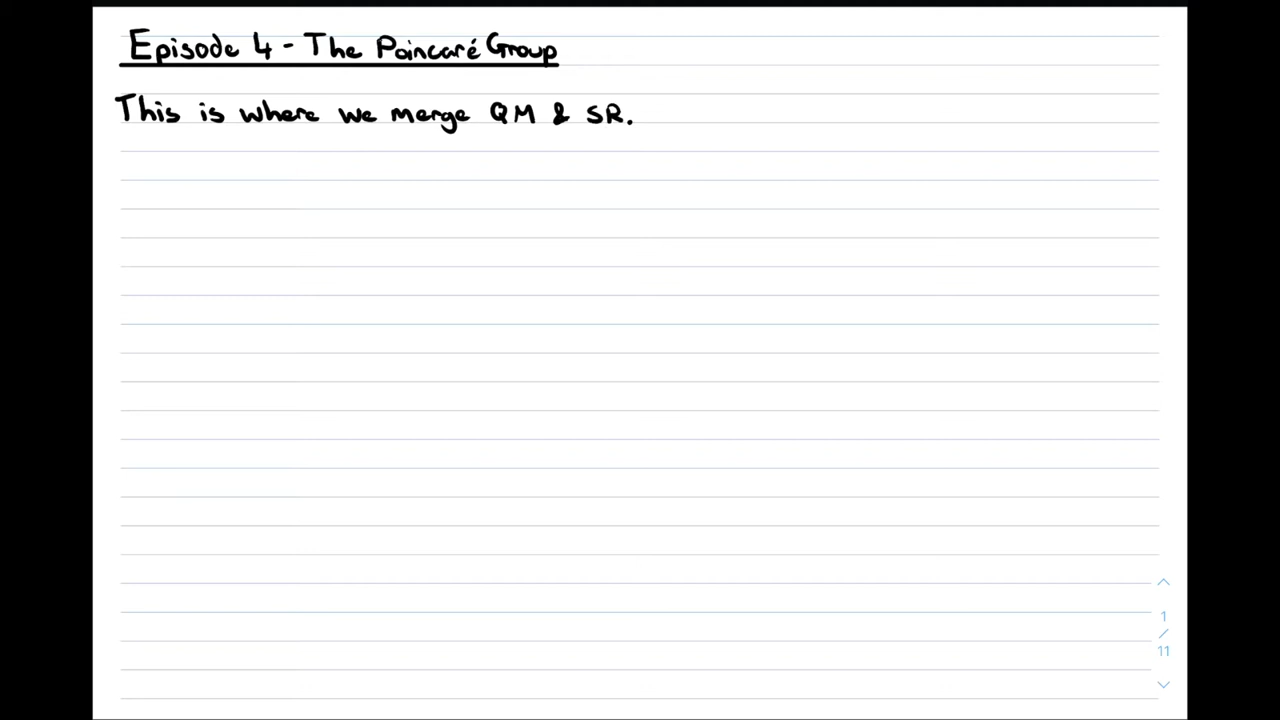 Episode 4 - The Poincaré Group
This is where we merge QM & SR.
1
/
11